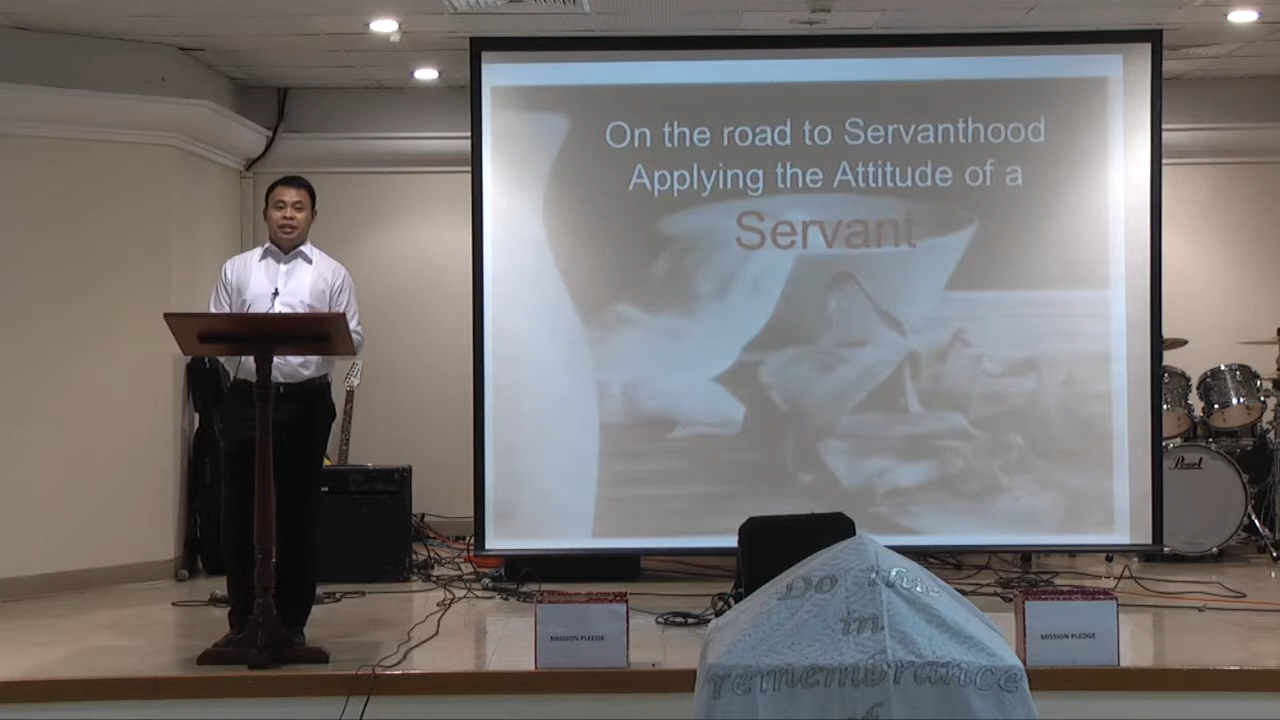 On the road to Servanthood
Applying the Attitude of a
Servant
Pearl
MISSION PLEDGE
MISSION PLEDGE
Do this
in
remembrance
of